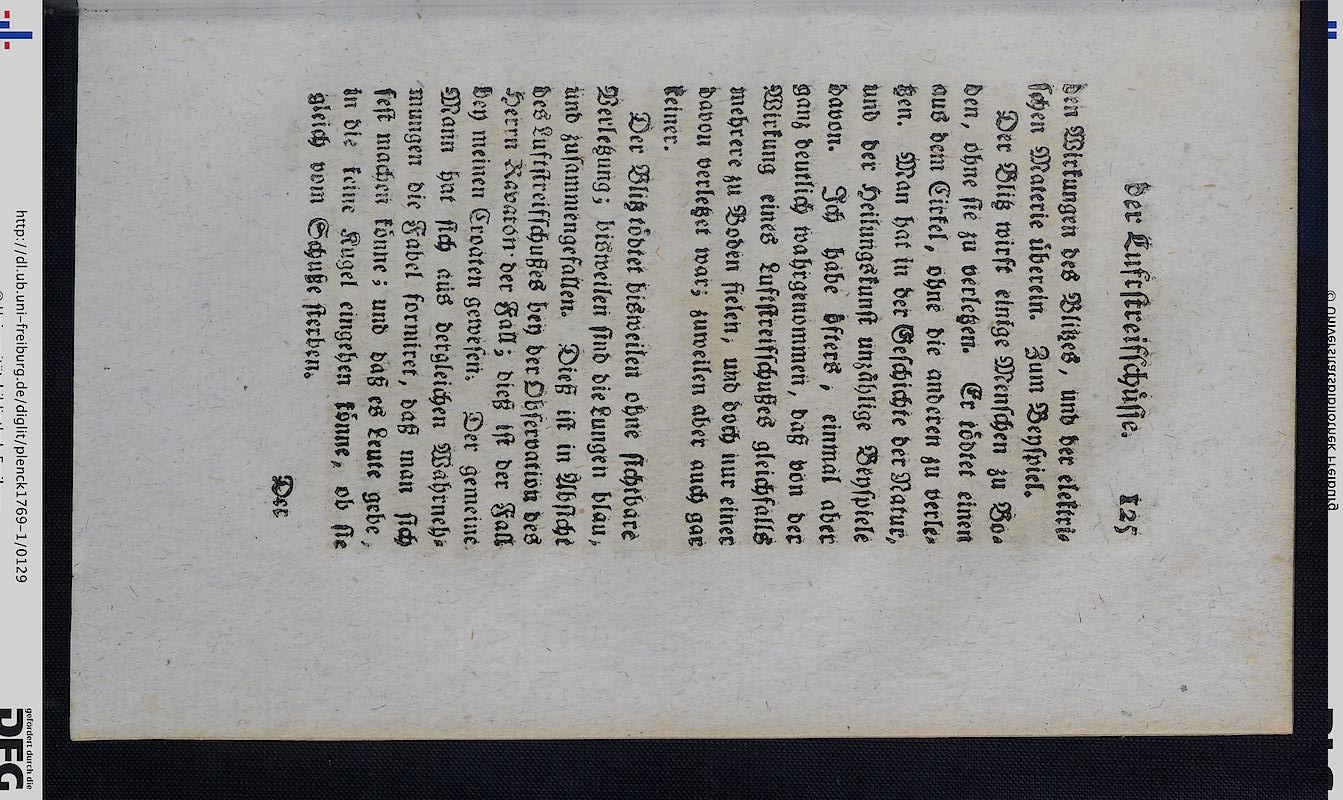 der Luftstreifschüsse. 125
den Wirkungen des Blitzes, und der elektri-
schen Materie überein. Zum Beyspiel.
Der Blitz wirft einige Menschen zu Bo-
den, ohne sie zu verletzen. Er tödtet einen
aus dem Cirkel, ohne die anderen zu verle-
tzen. Man hat in der Geschichte der Natur,
und der Heilungskunst unzählige Beyspiele
davon. Ich habe öfters, einmal aber
ganz deutlich wahrgenommen, daß von der
Wirkung eines Luftstreifschußes gleichfalls
mehrere zu Boden fielen, und doch nur einer
davon verletzet war; zuweilen aber auch gar
keiner.
Der Blitz tödtet bisweilen ohne sichtbare
Verletzung; bisweilen sind die Lungen blau,
und zusammengefallen. Dieß ist in Absicht
des Luftstreifschußes bey der Observation des
Herrn Ravaton der Fall; dieß ist der Fall
bey meinen Croaten gewesen. Der gemeine
Mann hat sich aus dergleichen Wahrneh-
mungen die Fabel formiret, daß man sich
fest machen könne; und daß es Leute gebe,
in die keine Kugel eingehen könne, ob sie
gleich vom Schuße sterben.
Der
http://dl.ub.uni-freiburg.de/diglit/plenck1769-1/0129
gefördert durch die
DFG